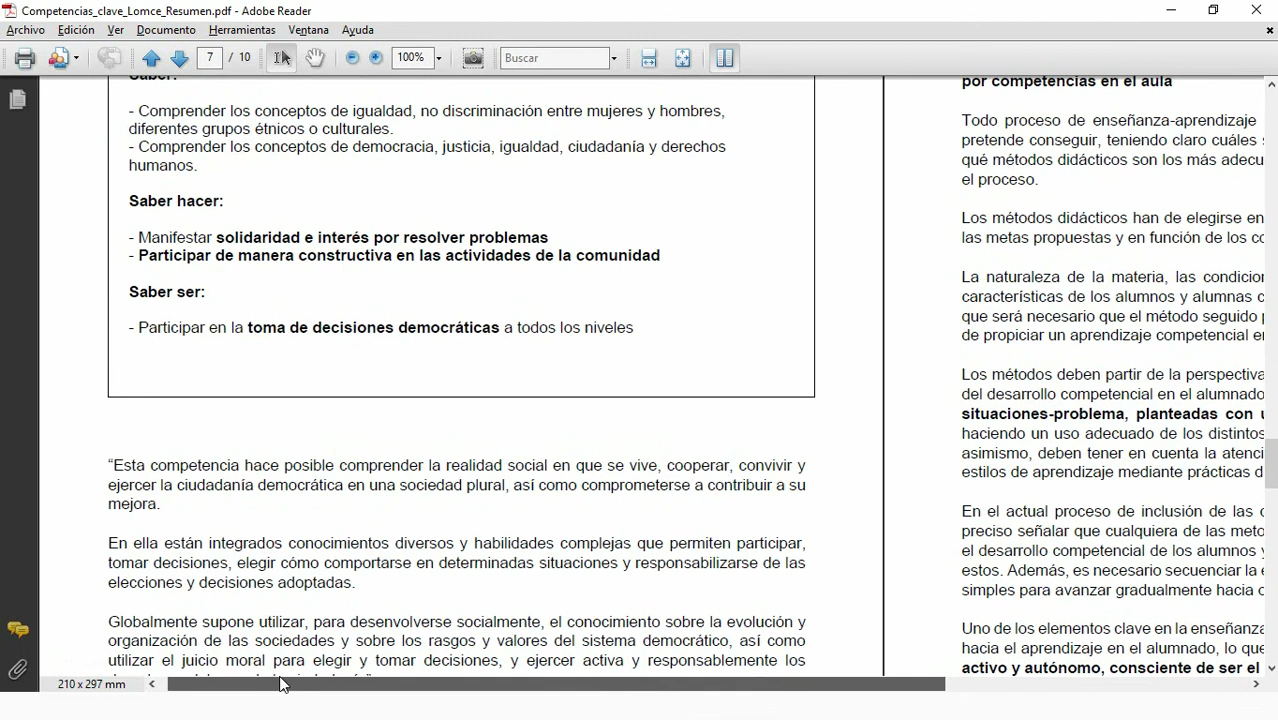 Competencias_clave_Lomce_Resumen.pdf - Adobe Reader
Archivo Edición Ver Documento Herramientas Ventana Ayuda
7 / 10 100% Buscar
Saber:
- Comprender los conceptos de igualdad, no discriminación entre mujeres y hombres,
diferentes grupos étnicos o culturales.
- Comprender los conceptos de democracia, justicia, igualdad, ciudadanía y derechos
humanos.
Saber hacer:
- Manifestar solidaridad e interés por resolver problemas
- Participar de manera constructiva en las actividades de la comunidad
Saber ser:
- Participar en la toma de decisiones democráticas a todos los niveles
“Esta competencia hace posible comprender la realidad social en que se vive, cooperar, convivir y
ejercer la ciudadanía democrática en una sociedad plural, así como comprometerse a contribuir a su
mejora.
En ella están integrados conocimientos diversos y habilidades complejas que permiten participar,
tomar decisiones, elegir cómo comportarse en determinadas situaciones y responsabilizarse de las
elecciones y decisiones adoptadas.
Globalmente supone utilizar, para desenvolverse socialmente, el conocimiento sobre la evolución y
organización de las sociedades y sobre los rasgos y valores del sistema democrático, así como
utilizar el juicio moral para elegir y tomar decisiones, y ejercer activa y responsablemente los
por competencias en el aula
Todo proceso de enseñanza-aprendizaje
pretende conseguir, teniendo claro cuáles
qué métodos didácticos son los más adecu
el proceso.
Los métodos didácticos han de elegirse en
las metas propuestas y en función de los co
La naturaleza de la materia, las condicion
características de los alumnos y alumnas c
que será necesario que el método seguido
de propiciar un aprendizaje competencial en
Los métodos deben partir de la perspectiva
del desarrollo competencial en el alumnado
situaciones-problema, planteadas con u
haciendo un uso adecuado de los distintos
asimismo, deben tener en cuenta la atenci
estilos de aprendizaje mediante prácticas d
En el actual proceso de inclusión de las c
preciso señalar que cualquiera de las meto
el desarrollo competencial de los alumnos y
estos. Además, es necesario secuenciar la e
simples para avanzar gradualmente hacia o
Uno de los elementos clave en la enseñanza
hacia el aprendizaje en el alumnado, lo que
activo y autónomo, consciente de ser el
210 x 297 mm